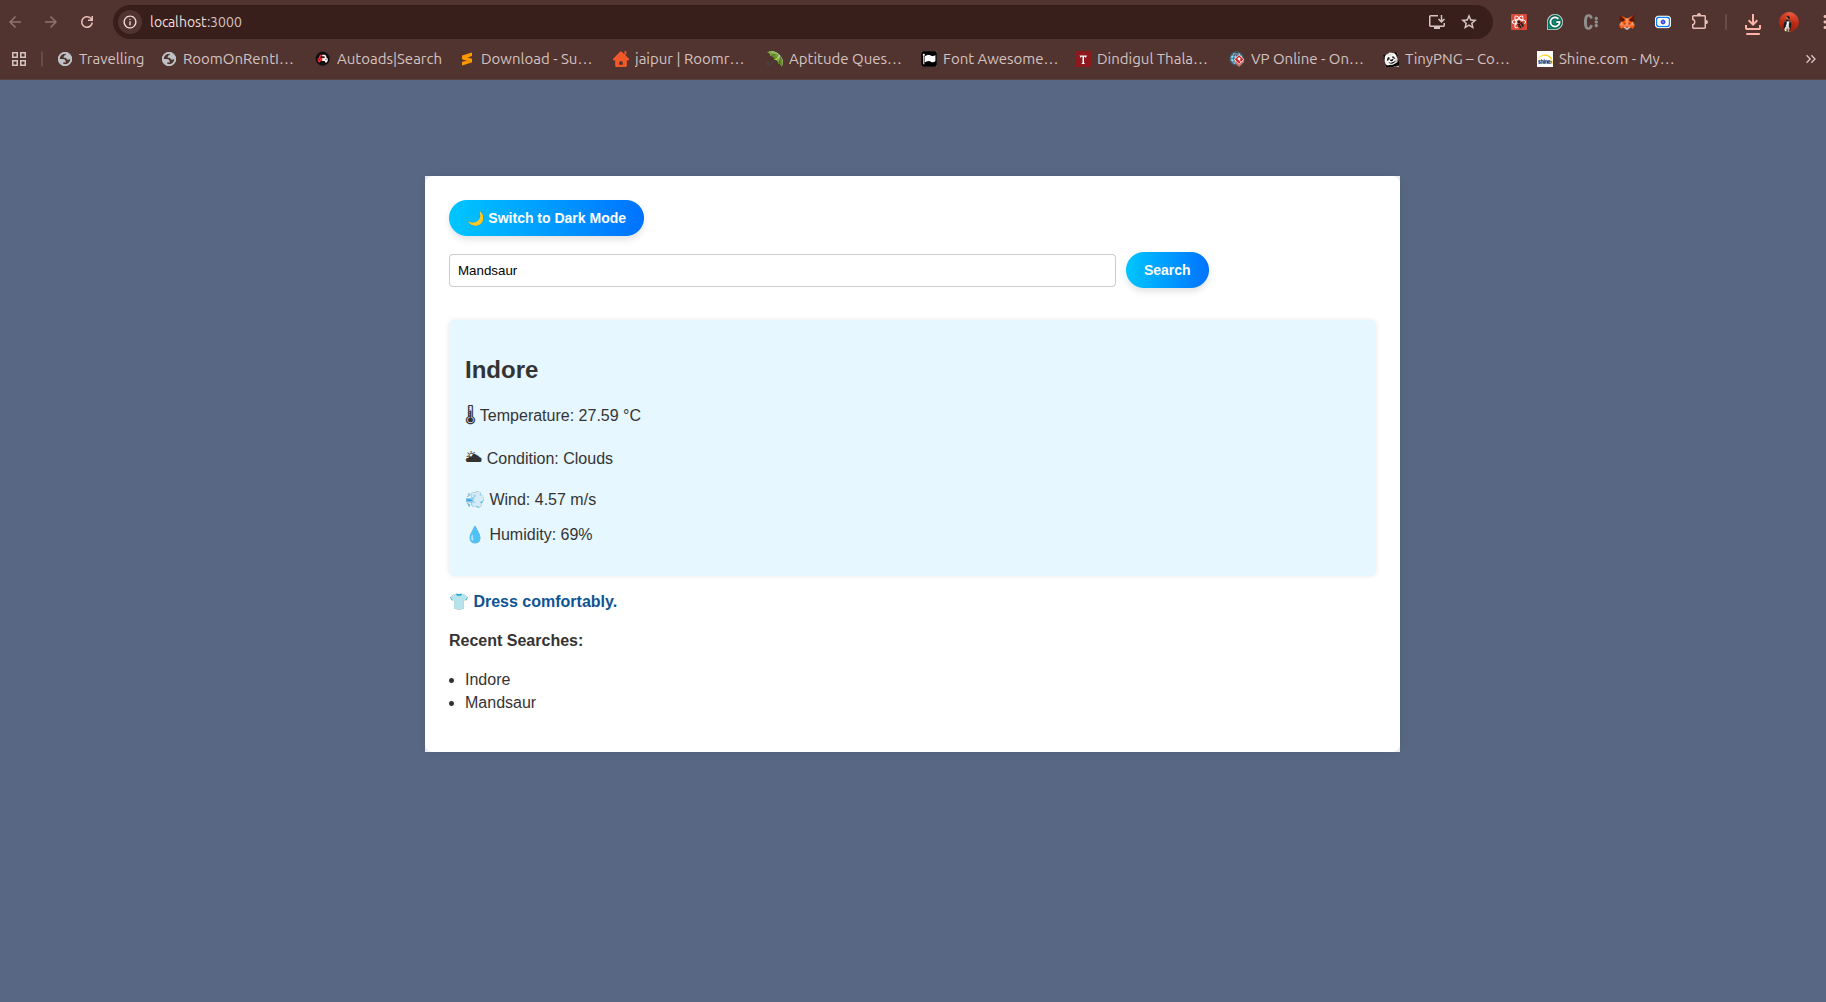 localhost:3000
Travelling RoomOnRentI... Autoads|Search Download - Su... jaipur | Roomr... Aptitude Ques... Font Awesome... Dindigul Thala... VP Online - On... TinyPNG – Co... Shine.com - My... »
🌙 Switch to Dark Mode
Mandsaur Search
Indore
🌡 Temperature: 27.59 °C
🌥 Condition: Clouds
💨 Wind: 4.57 m/s
💧 Humidity: 69%
👕 Dress comfortably.
Recent Searches:
• Indore
• Mandsaur